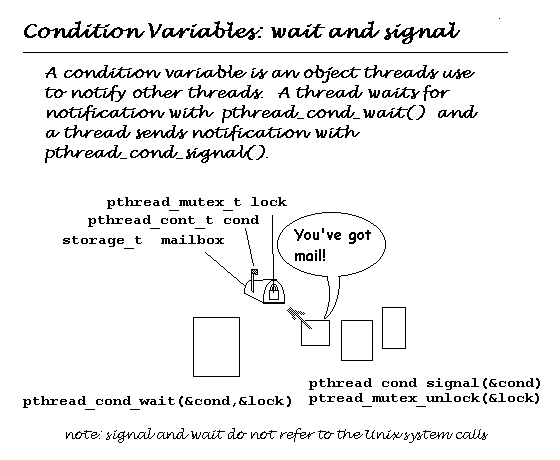 Condition Variables: wait and signal
A condition variable is an object threads use
to notify other threads. A thread waits for
notification with pthread_cond_wait() and
a thread sends notification with
pthread_cond_signal().
pthread_mutex_t lock
pthread_cont_t cond
storage_t mailbox
You've got
mail!
pthread cond signal(&cond)
ptread_mutex_unlock(&lock)
pthread_cond_wait(&cond,&lock)
note: signal and wait do not refer to the Unix system calls